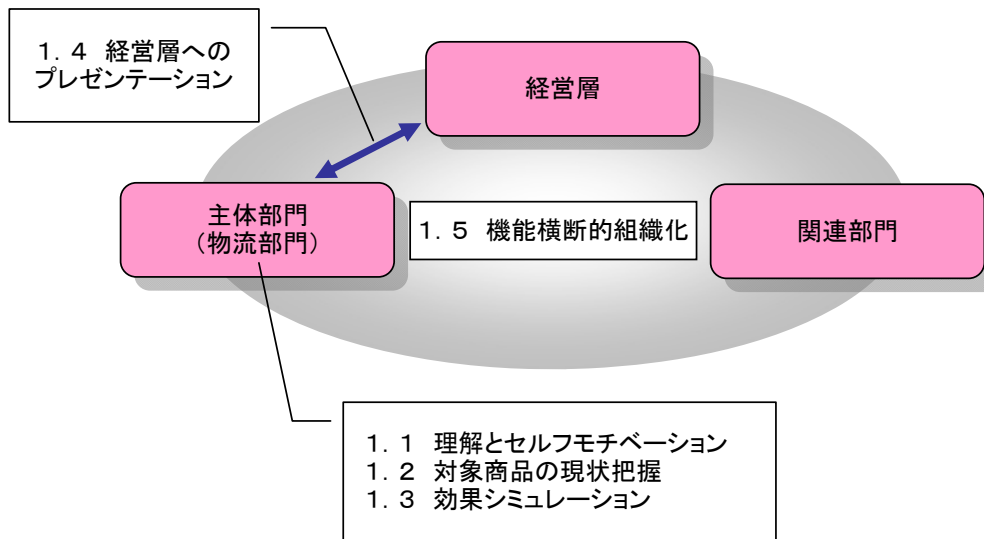 １．４ 経営層への
プレゼンテーション
経営層
主体部門
（物流部門）
１．５ 機能横断的組織化
関連部門
１．１ 理解とセルフモチベーション
１．２ 対象商品の現状把握
１．３ 効果シミュレーション